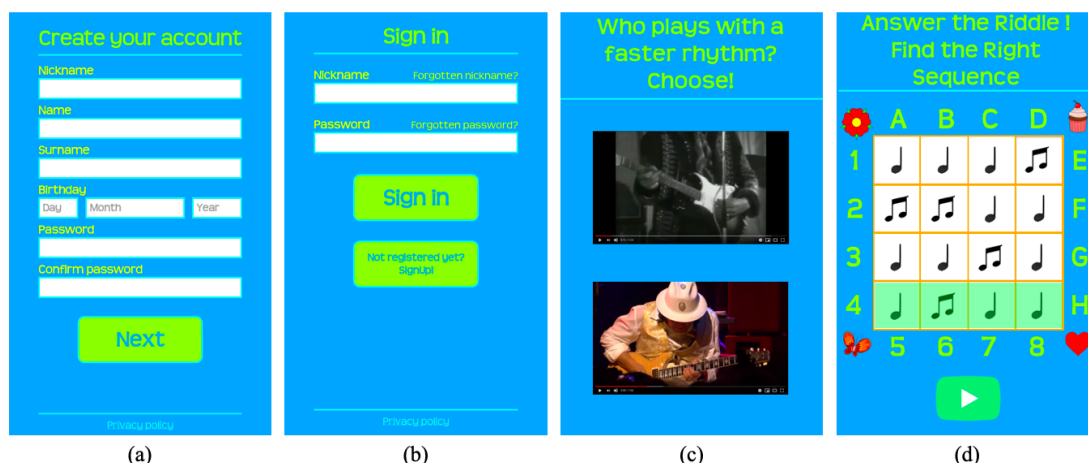 Create your account
Nickname
Name
Surname
Birthday
Day Month Year
Password
Confirm password
Next
Privacy policy
(a)
Sign in
Nickname Forgotten nickname?
Password Forgotten password?
Sign in
Not registered yet?
SignUp!
Privacy policy
(b)
Who plays with a
faster rhythm?
Choose!
(c)
Answer the Riddle !
Find the Right
Sequence
A B C D
1 E
2 F
3 G
4 H
5 6 7 8
(d)